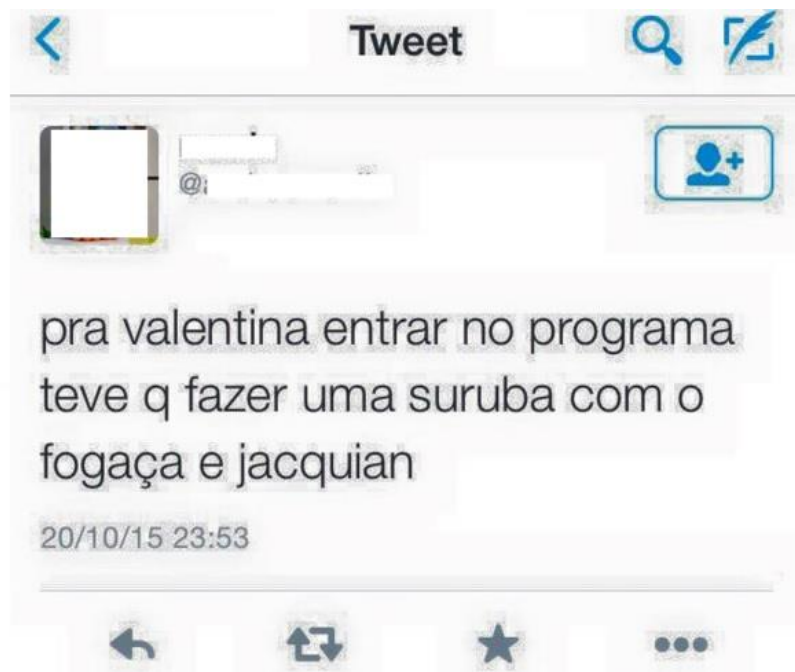 Tweet
@
pra valentina entrar no programa
teve q fazer uma suruba com o
fogaça e jacquian
20/10/15 23:53